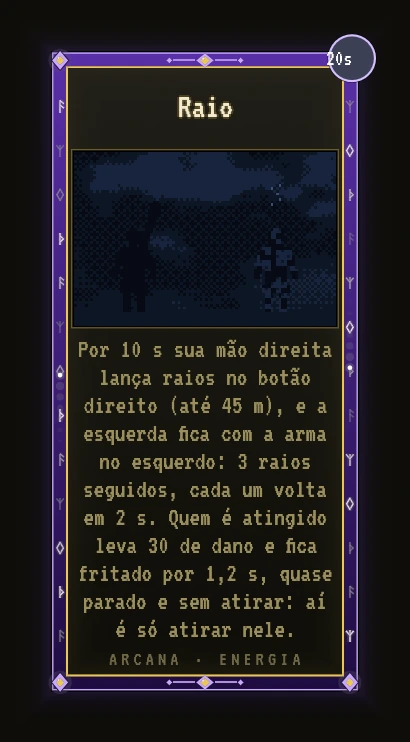 20s
Raio
Por 10 s sua mão direita
lança raios no botão
direito (até 45 m), e a
esquerda fica com a arma
no esquerdo: 3 raios
seguidos, cada um volta
em 2 s. Quem é atingido
leva 30 de dano e fica
fritado por 1,2 s, quase
parado e sem atirar: aí
é só atirar nele.
ARCANA · ENERGIA